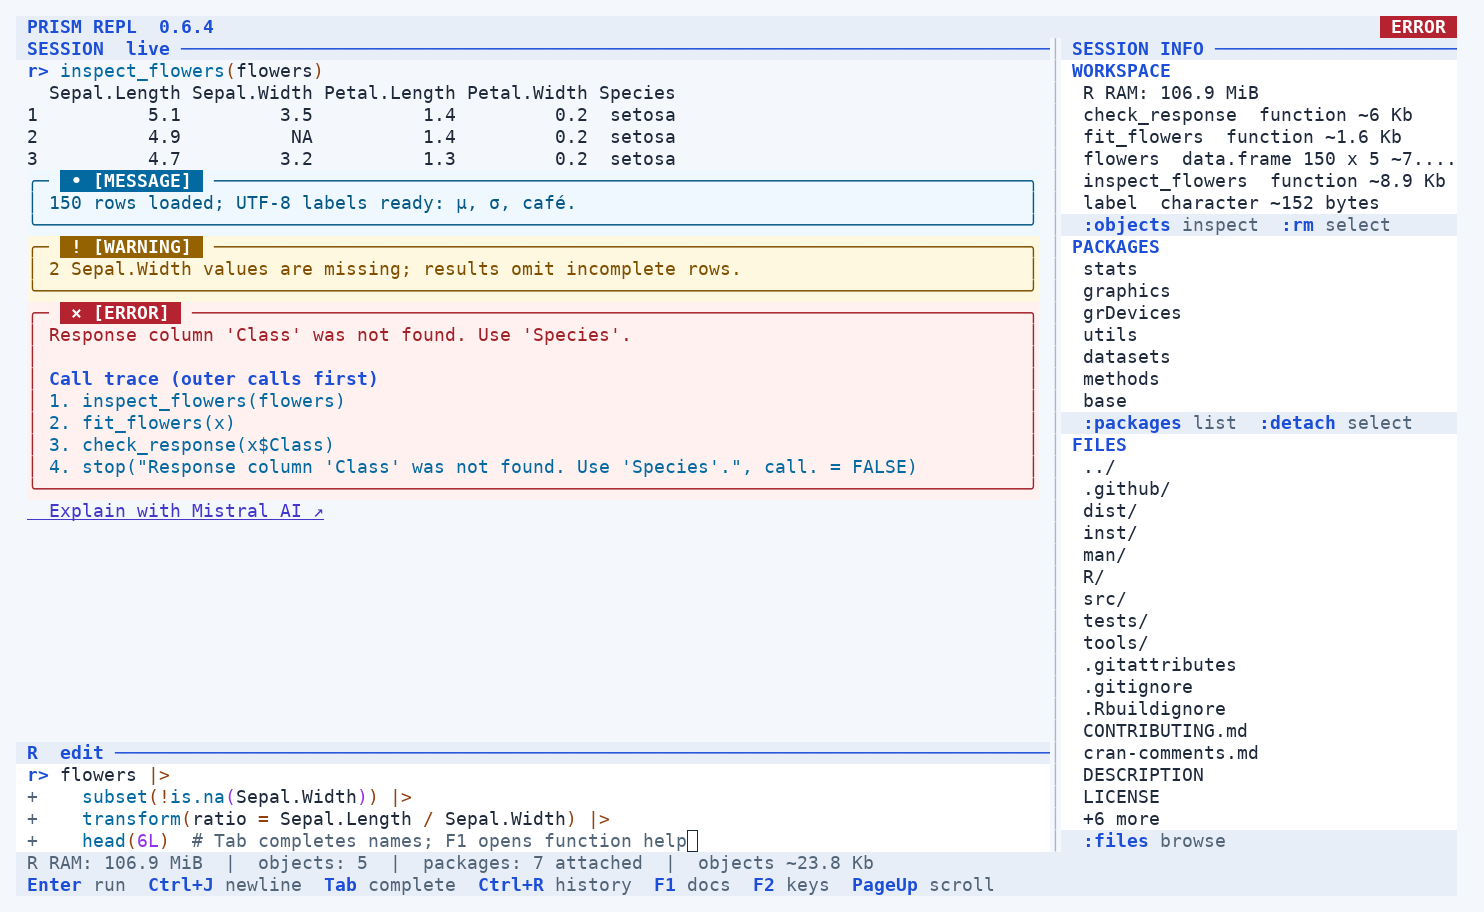 PRISM REPL  0.6.4
ERROR
SESSION  live
r> inspect_flowers(flowers)
  Sepal.Length Sepal.Width Petal.Length Petal.Width Species
1          5.1         3.5          1.4         0.2  setosa
2          4.9          NA          1.4         0.2  setosa
3          4.7         3.2          1.3         0.2  setosa
• [MESSAGE]
150 rows loaded; UTF-8 labels ready: μ, σ, café.
! [WARNING]
2 Sepal.Width values are missing; results omit incomplete rows.
× [ERROR]
Response column 'Class' was not found. Use 'Species'.
Call trace (outer calls first)
1. inspect_flowers(flowers)
2. fit_flowers(x)
3. check_response(x$Class)
4. stop("Response column 'Class' was not found. Use 'Species'.", call. = FALSE)
Explain with Mistral AI ↗
R  edit
r> flowers |>
+    subset(!is.na(Sepal.Width)) |>
+    transform(ratio = Sepal.Length / Sepal.Width) |>
+    head(6L)  # Tab completes names; F1 opens function help
SESSION INFO
WORKSPACE
R RAM: 106.9 MiB
check_response  function ~6 Kb
fit_flowers  function ~1.6 Kb
flowers  data.frame 150 x 5 ~7....
inspect_flowers  function ~8.9 Kb
label  character ~152 bytes
:objects inspect  :rm select
PACKAGES
stats
graphics
grDevices
utils
datasets
methods
base
:packages list  :detach select
FILES
../
.github/
dist/
inst/
man/
R/
src/
tests/
tools/
.gitattributes
.gitignore
.Rbuildignore
CONTRIBUTING.md
cran-comments.md
DESCRIPTION
LICENSE
+6 more
:files browse
R RAM: 106.9 MiB  |  objects: 5  |  packages: 7 attached  |  objects ~23.8 Kb
Enter run  Ctrl+J newline  Tab complete  Ctrl+R history  F1 docs  F2 keys  PageUp scroll